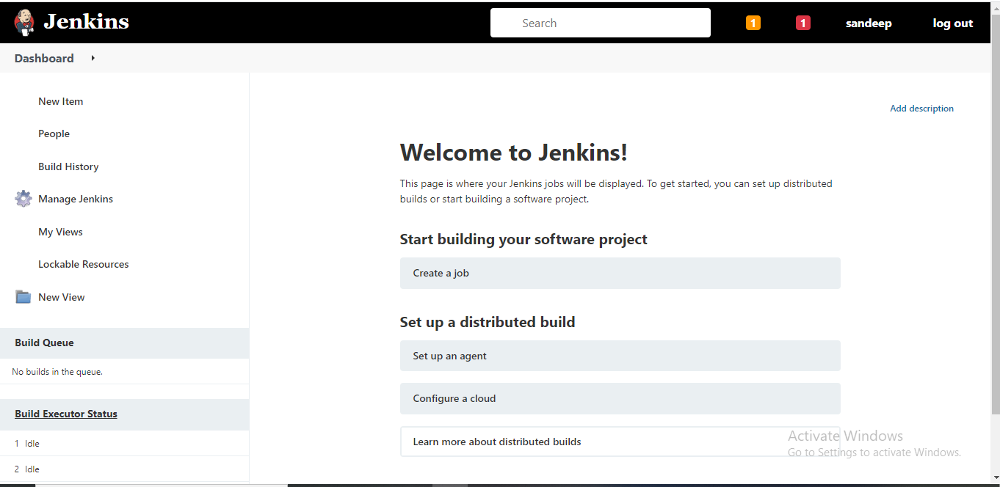 Jenkins
Search
1
1
sandeep
log out
Dashboard
New Item
People
Build History
Manage Jenkins
My Views
Lockable Resources
New View
Build Queue
No builds in the queue.
Build Executor Status
1 Idle
2 Idle
Add description
Welcome to Jenkins!
This page is where your Jenkins jobs will be displayed. To get started, you can set up distributed
builds or start building a software project.
Start building your software project
Create a job
Set up a distributed build
Set up an agent
Configure a cloud
Learn more about distributed builds
Activate Windows
Go to Settings to activate Windows.